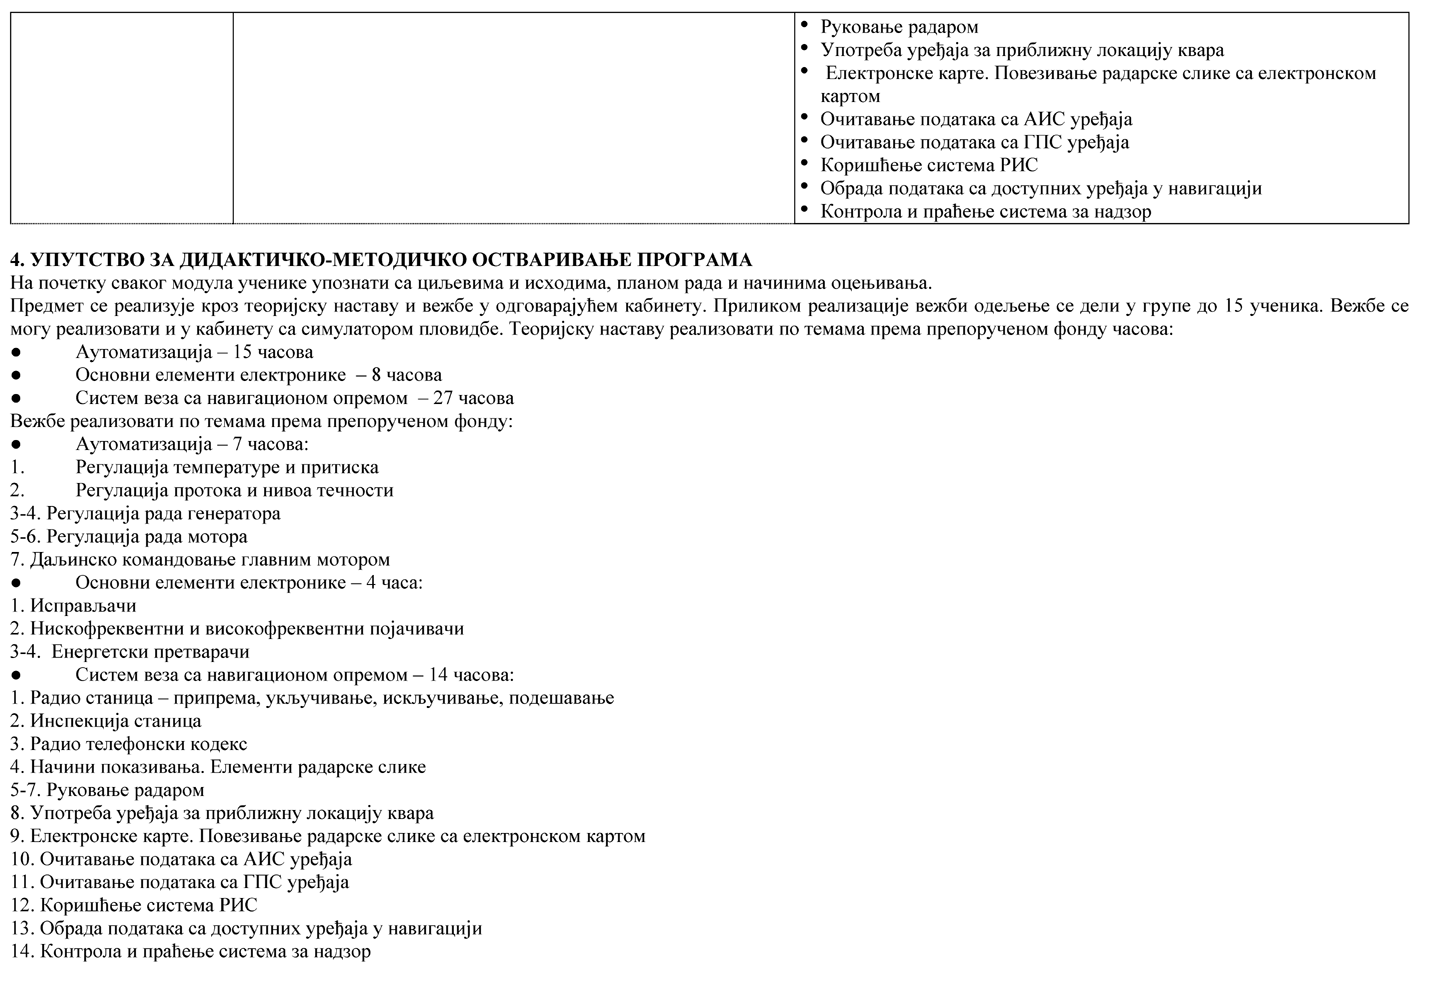 • Руковање радаром
• Употреба уређаја за приближну локацију квара
• Електронске карте. Повезивање радарске слике са електронском
картом
• Очитавање података са АИС уређаја
• Очитавање података са ГПС уређаја
• Коришћење система РИС
• Обрада података са доступних уређаја у навигацији
• Контрола и праћење система за надзор
4. УПУТСТВО ЗА ДИДАКТИЧКО-МЕТОДИЧКО ОСТВАРИВАЊЕ ПРОГРАМА
На почетку сваког модула ученике упознати са циљевима и исходима, планом рада и начинима оцењивања.
Предмет се реализује кроз теоријску наставу и вежбе у одговарајућем кабинету. Приликом реализације вежби одељење се дели у групе до 15 ученика. Вежбе се
могу реализовати и у кабинету са симулатором пловидбе. Теоријску наставу реализовати по темама према препорученом фонду часова:
● Аутоматизација – 15 часова
● Основни елементи електронике – 8 часова
● Систем веза са навигационом опремом – 27 часова
Вежбе реализовати по темама према препорученом фонду:
● Аутоматизација – 7 часова:
1. Регулација температуре и притиска
2. Регулација протока и нивоа течности
3-4. Регулација рада генератора
5-6. Регулација рада мотора
7. Даљинско командовање главним мотором
● Основни елементи електронике – 4 часа:
1. Исправљачи
2. Нискофреквентни и високофреквентни појачивачи
3-4. Енергетски претварачи
● Систем веза са навигационом опремом – 14 часова:
1. Радио станица – припрема, укључивање, искључивање, подешавање
2. Инспекција станица
3. Радио телефонски кодекс
4. Начини показивања. Елементи радарске слике
5-7. Руковање радаром
8. Употреба уређаја за приближну локацију квара
9. Електронске карте. Повезивање радарске слике са електронском картом
10. Очитавање података са АИС уређаја
11. Очитавање података са ГПС уређаја
12. Коришћење система РИС
13. Обрада података са доступних уређаја у навигацији
14. Контрола и праћење система за надзор